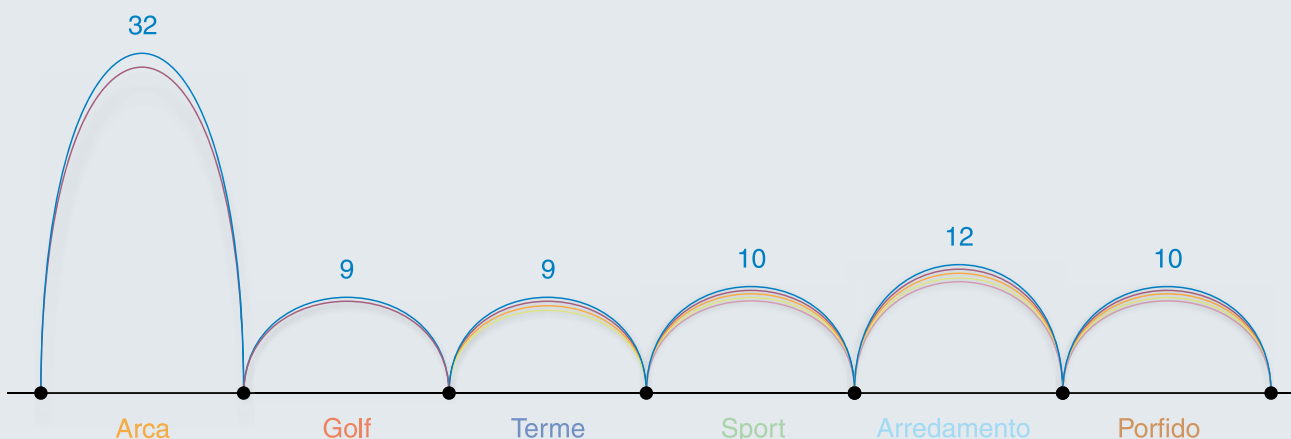 32
9
9
10
12
10
Arca
Golf
Terme
Sport
Arredamento
Porfido